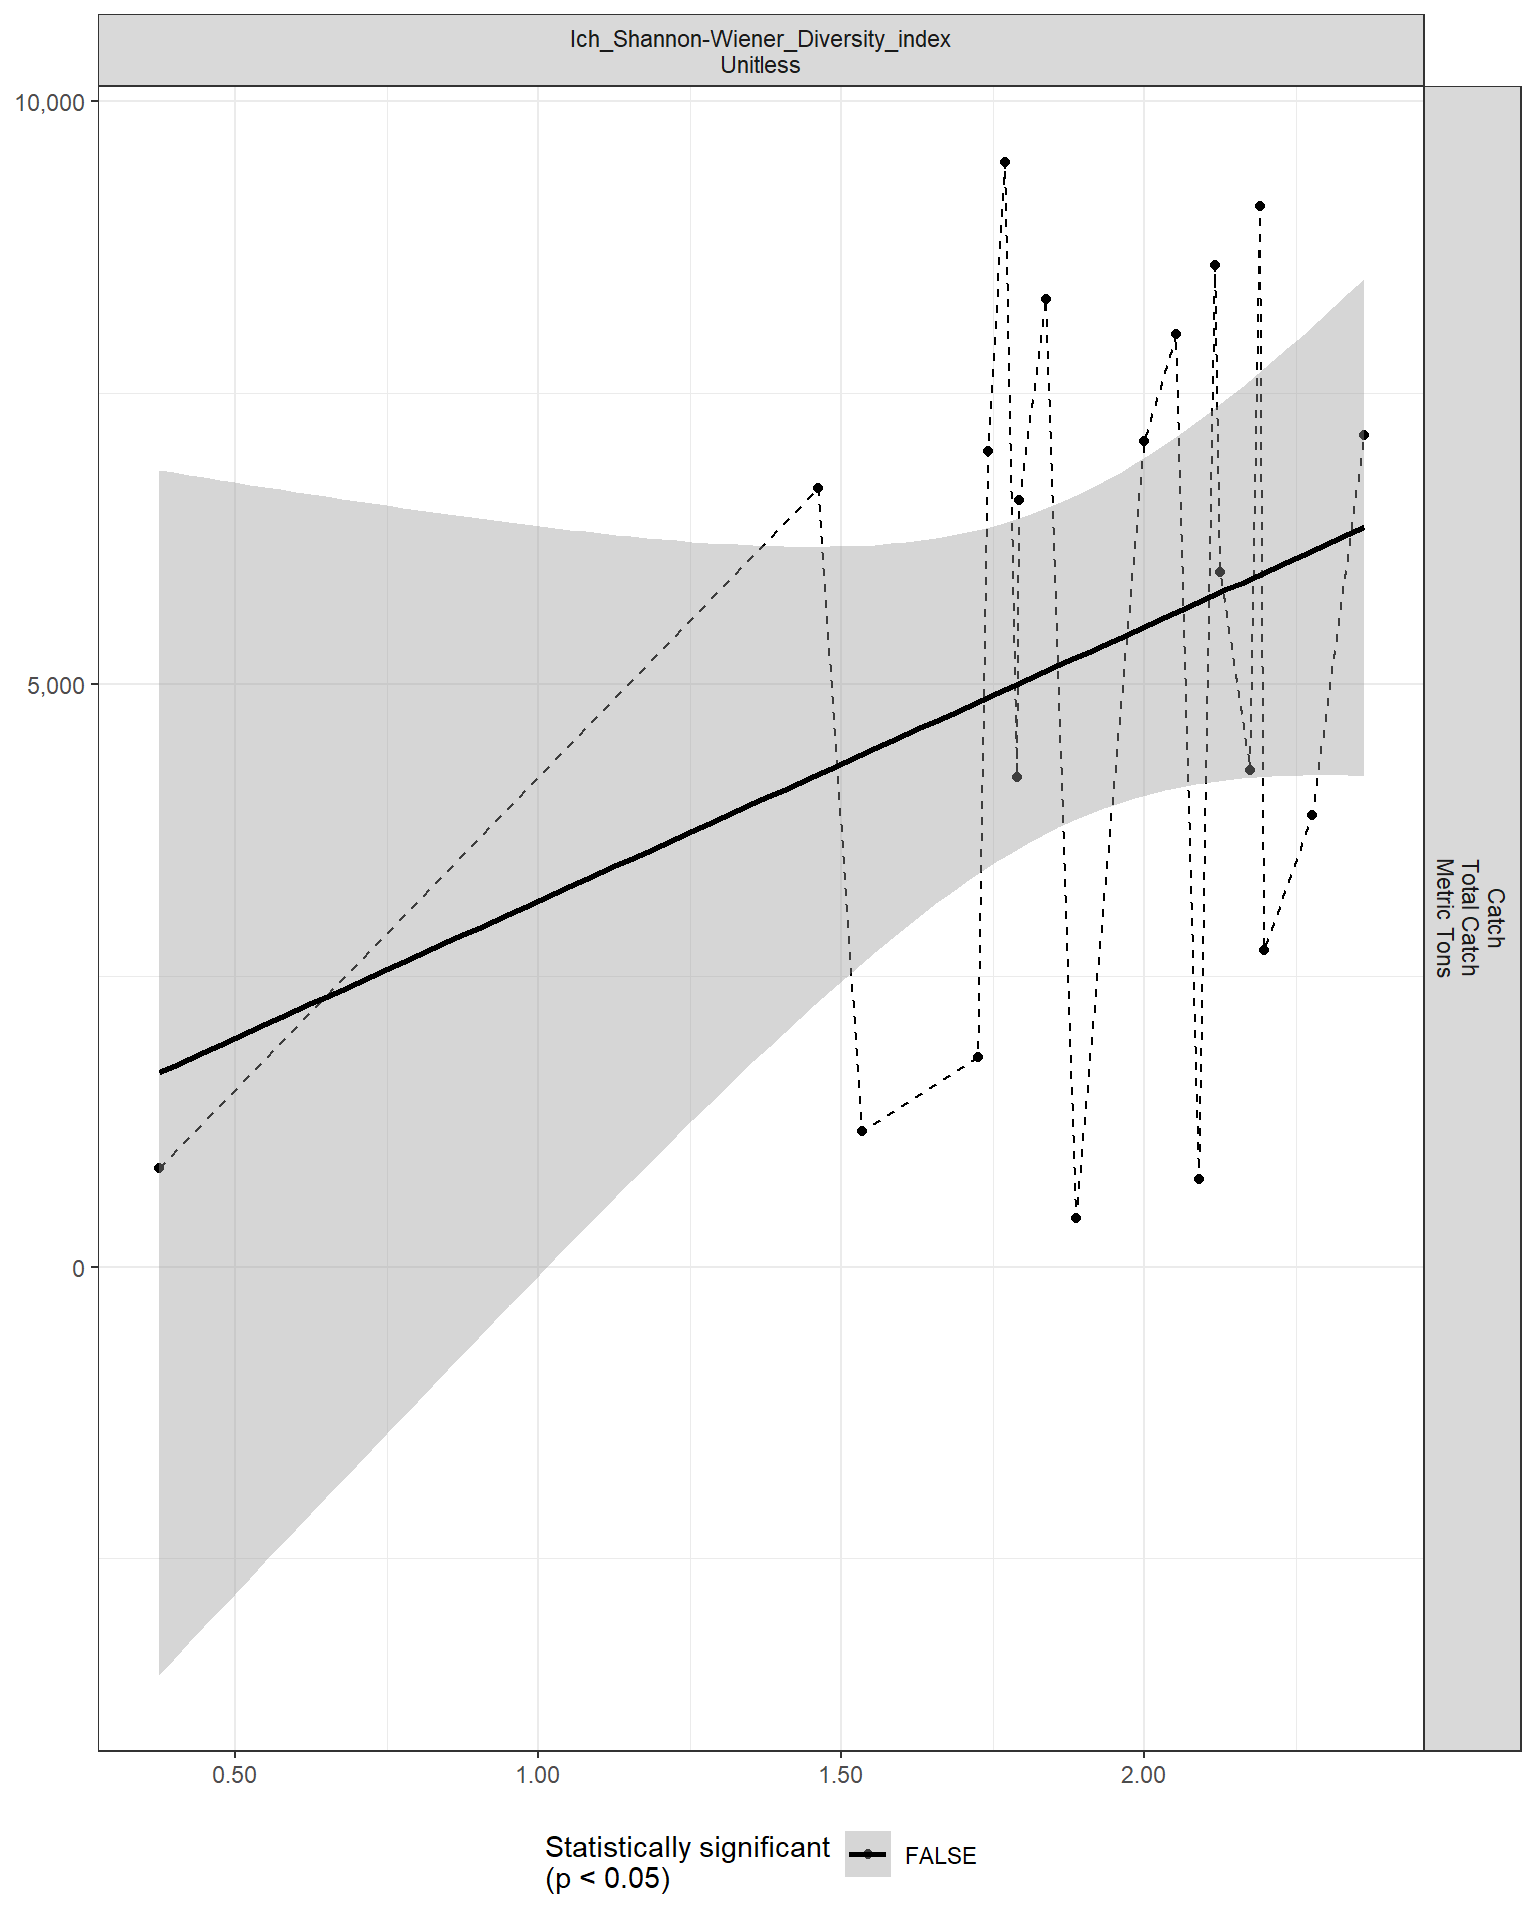 Ich_Shannon-Wiener_Diversity_index
Unitless
10,000
5,000
0
Catch
Total Catch
Metric Tons
0.50
1.00
1.50
2.00
Statistically significant
(p < 0.05)
FALSE